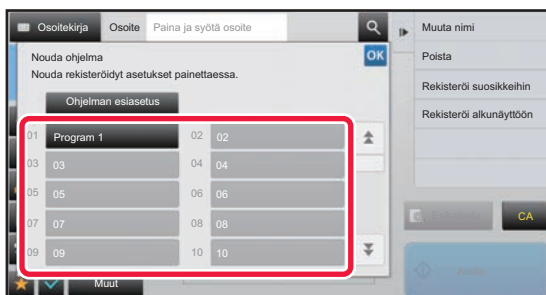 Osoitekirja Osoite Paina ja syötä osoite
Muuta nimi
Nouda ohjelma OK
Nouda rekisteröidyt asetukset painettaessa.
Poista
Rekisteröi suosikkeihin
Ohjelman esiasetus
Rekisteröi alkunäyttöön
01 Program 1 02 02
03 03 04 04
05 05 06 06
07 07 08 08
CA
09 09 10 10
Muut